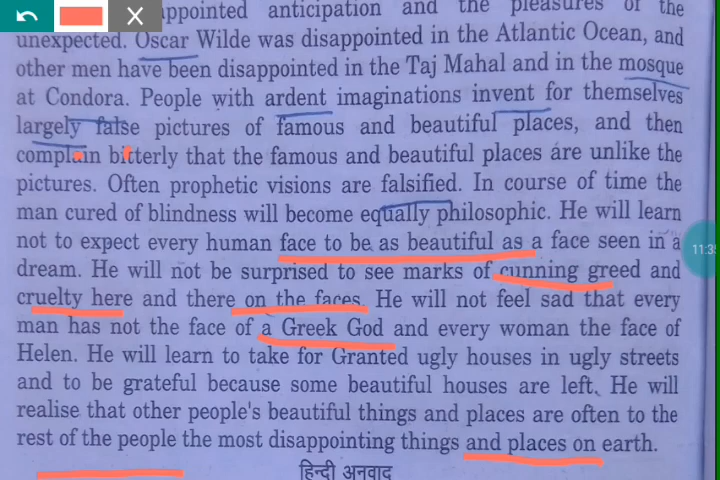 appointed anticipation and the pleasures of the
unexpected. Oscar Wilde was disappointed in the Atlantic Ocean, and
other men have been disappointed in the Taj Mahal and in the mosque
at Condora. People with ardent imaginations invent for themselves
largely false pictures of famous and beautiful places, and then
complain bitterly that the famous and beautiful places are unlike the
pictures. Often prophetic visions are falsified. In course of time the
man cured of blindness will become equally philosophic. He will learn
not to expect every human face to be as beautiful as a face seen in a
dream. He will not be surprised to see marks of cunning greed and
cruelty here and there on the faces. He will not feel sad that every
man has not the face of a Greek God and every woman the face of
Helen. He will learn to take for Granted ugly houses in ugly streets
and to be grateful because some beautiful houses are left. He will
realise that other people's beautiful things and places are often to the
rest of the people the most disappointing things and places on earth.
हिन्दी अनुवाद